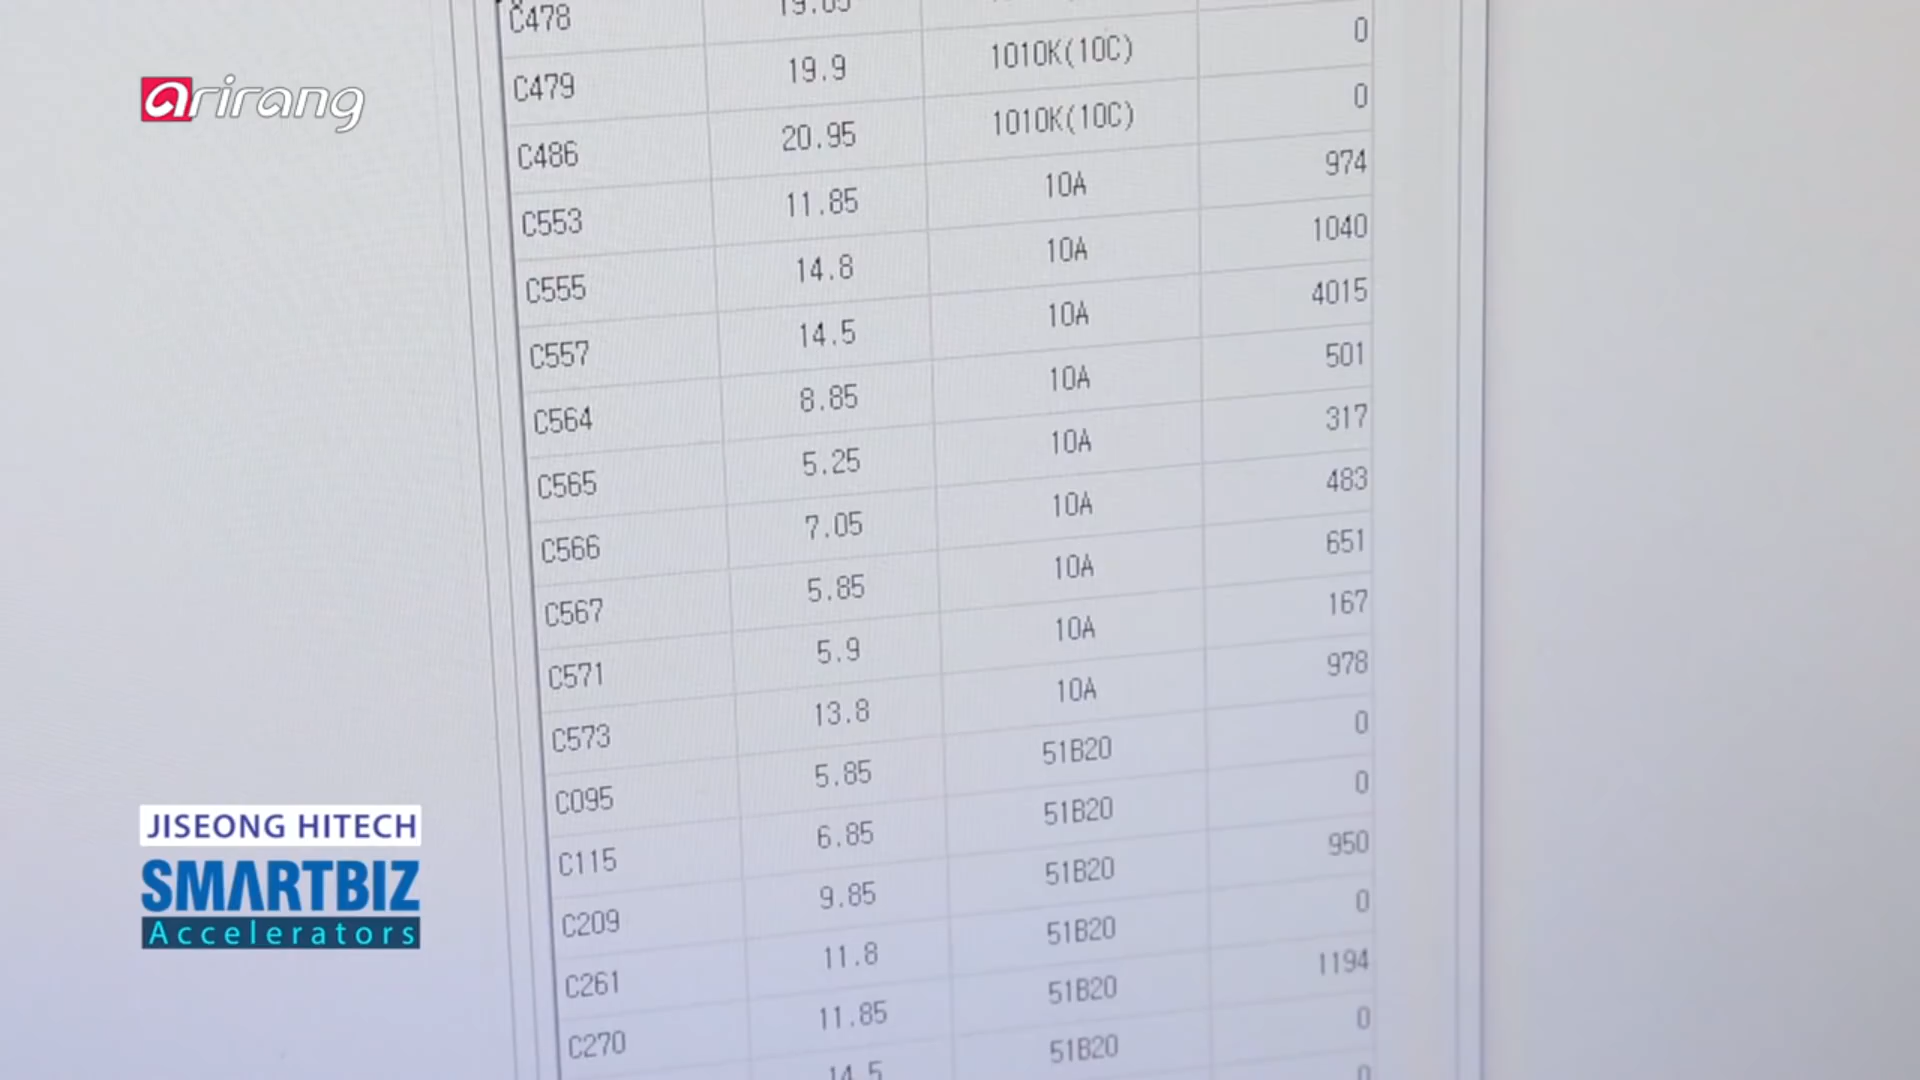 arirang
C478
C479 19.9 1010K(10C) 0
C486 20.95 1010K(10C) 0
C553 11.85 10A 974
C555 14.8 10A 1040
C557 14.5 10A 4015
C564 8.85 10A 501
C565 5.25 10A 317
C566 7.05 10A 483
C567 5.85 10A 651
C571 5.9 10A 167
C573 13.8 10A 978
C095 5.85 51B20 0
C115 6.85 51B20 0
C209 9.85 51B20 950
C261 11.8 51B20 0
C270 11.85 51B20 1194
14.5 51B20 0
JISEONG HITECH
SMARTBIZ
Accelerators